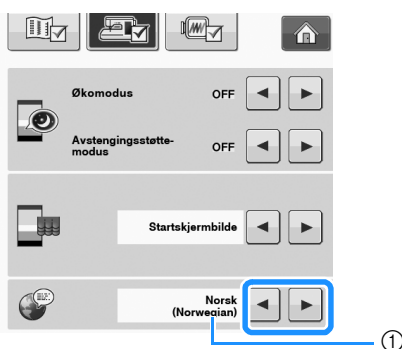 Økomodus OFF
Avstengingsstøtte-
modus OFF
Startskjermbilde
Norsk
(Norwegian)
①